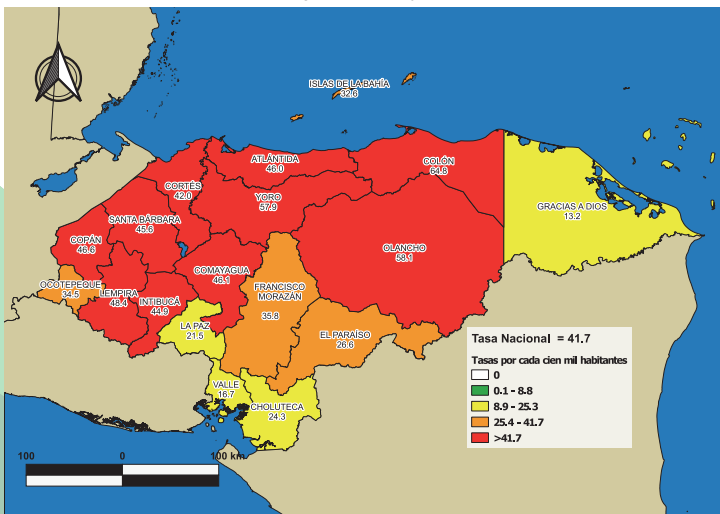 ISLAS DE LA BAHÍA
32.6
ATLÁNTIDA
46.0
COLÓN
64.8
CORTÉS
42.0
YORO
57.9
GRACIAS A DIOS
13.2
SANTA BÁRBARA
45.6
COPÁN
46.6
OLANCHO
58.1
COMAYAGUA
46.1
OCOTEPEQUE
34.5
LEMPIRA
48.4
INTIBUCÁ
44.9
FRANCISCO
MORAZÁN
35.8
LA PAZ
21.5
EL PARAÍSO
26.6
VALLE
16.7
CHOLUTECA
24.3
Tasa Nacional = 41.7
Tasas por cada cien mil habitantes
0
0.1 - 8.8
8.9 - 25.3
25.4 - 41.7
>41.7
100 0 100 km